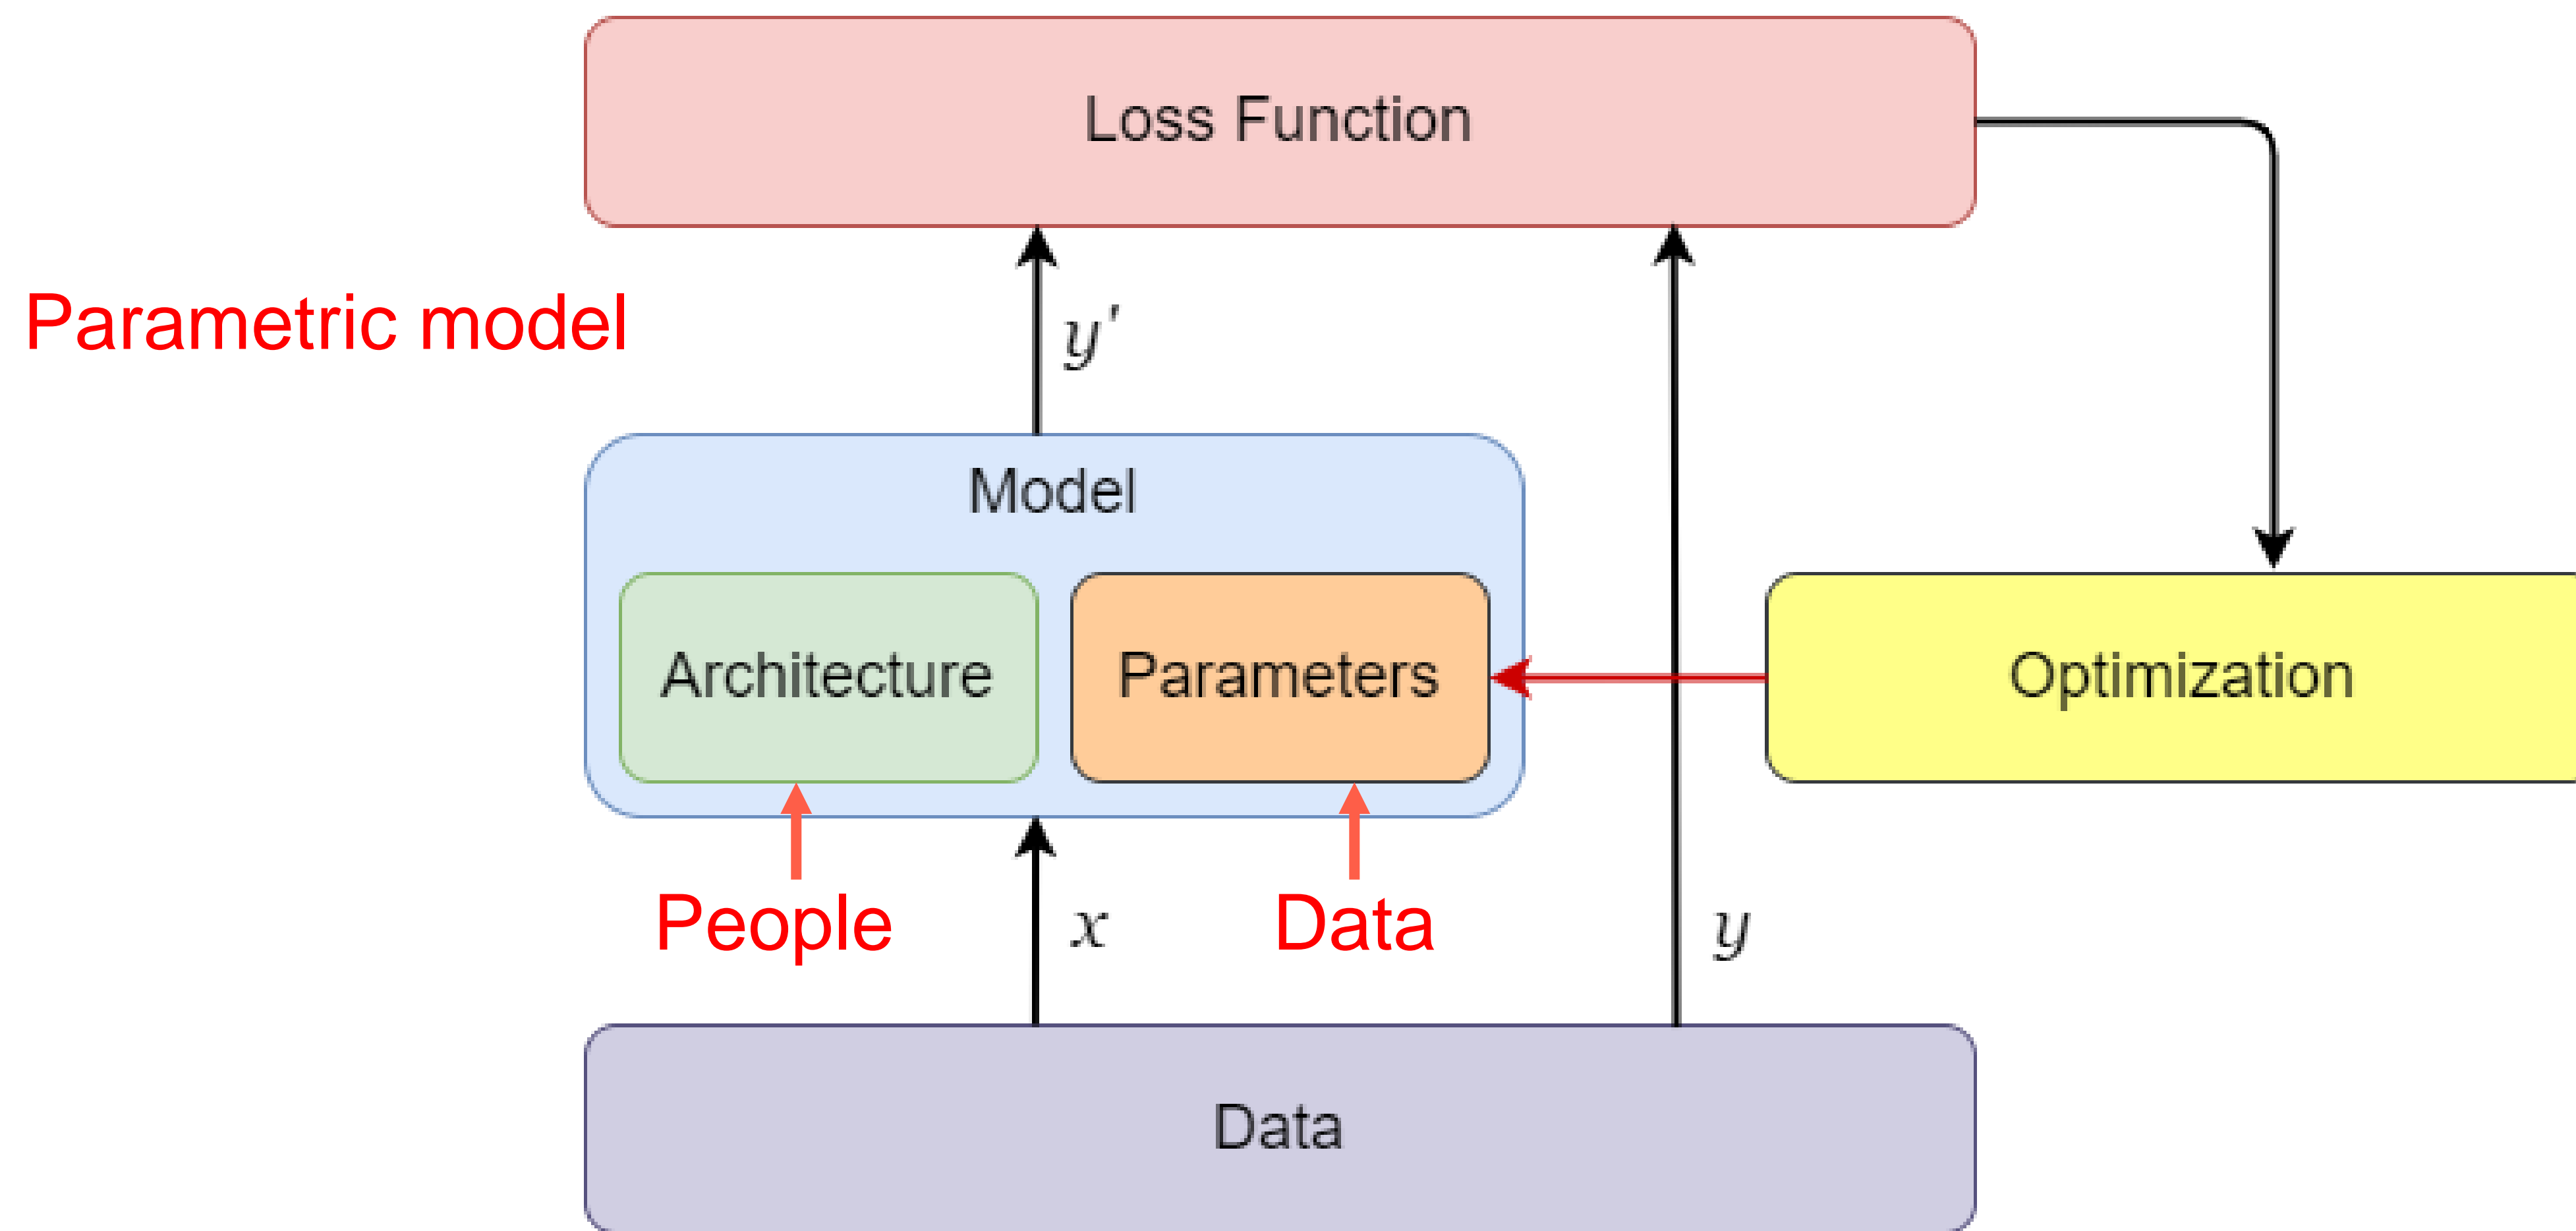 Loss Function
Parametric model
y'
Model
Architecture
Parameters
Optimization
People
x
Data
y
Data